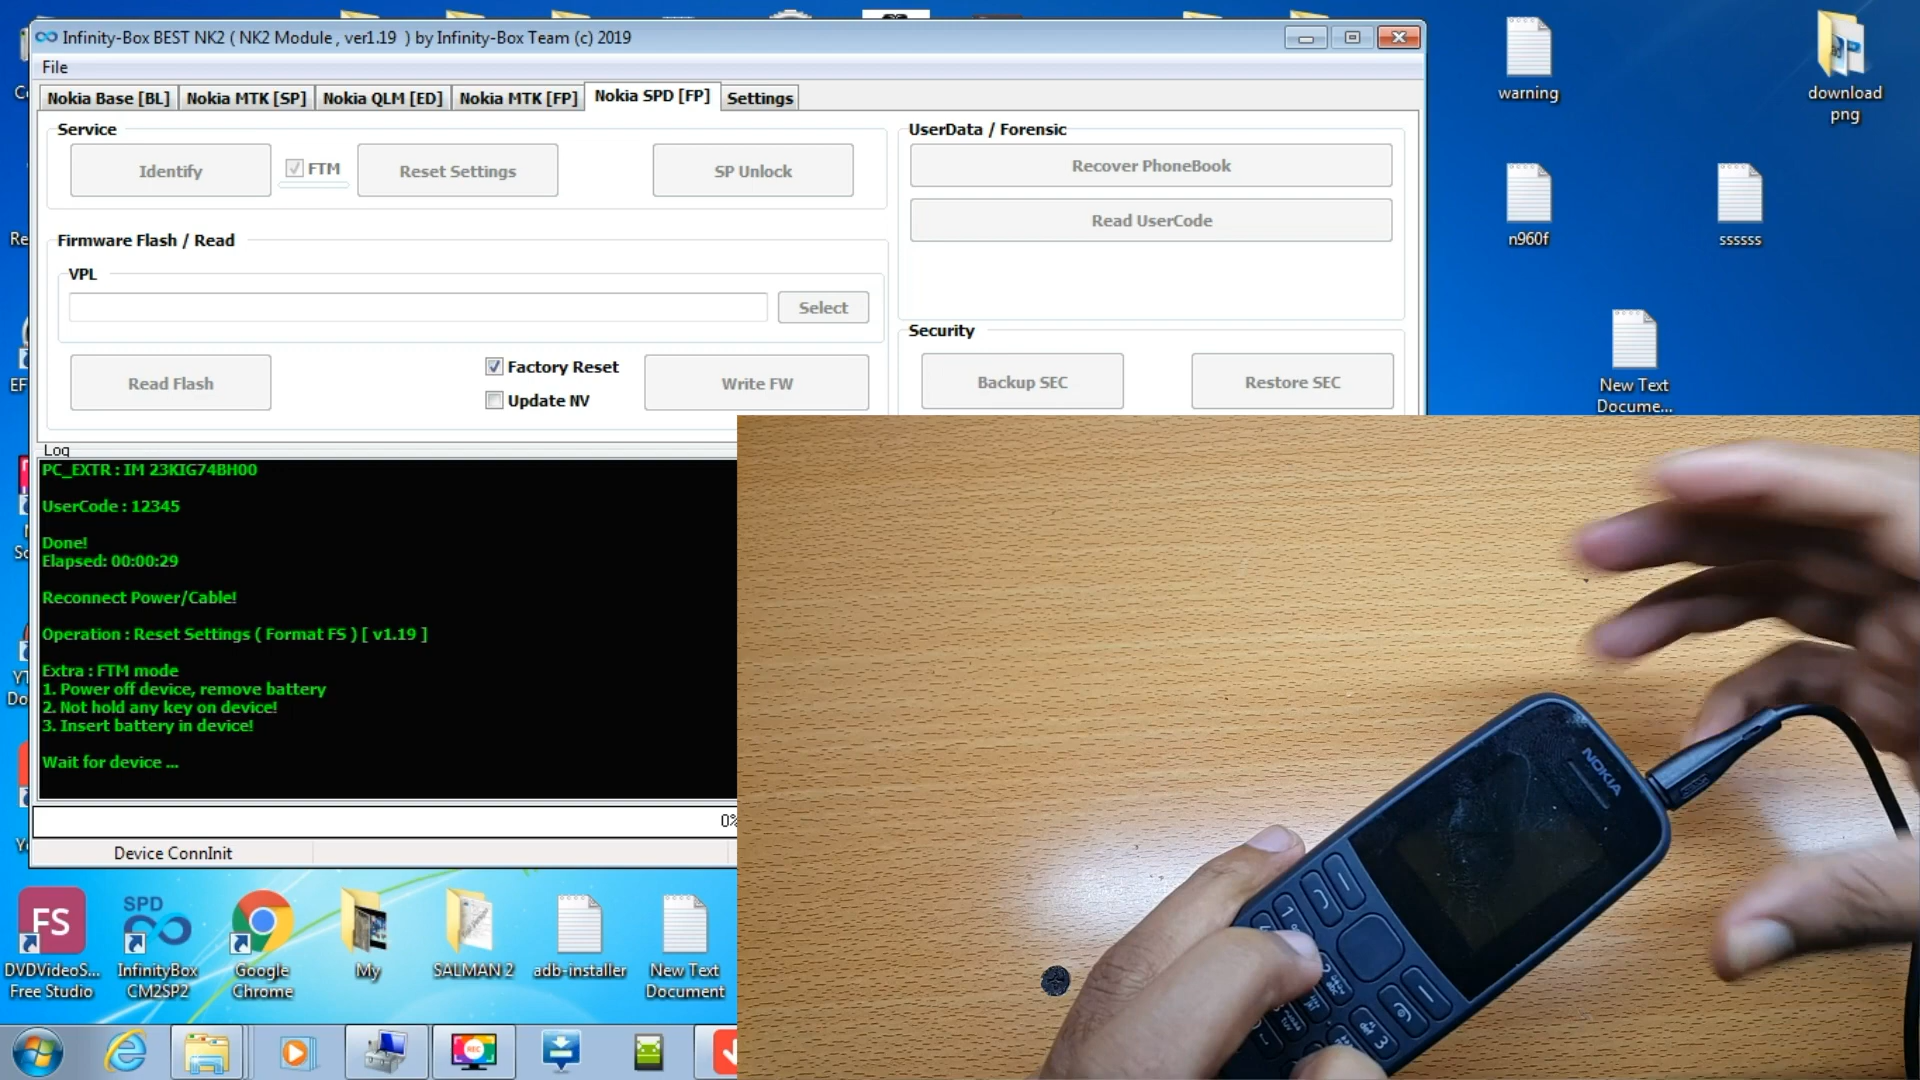 Infinity-Box BEST NK2 ( NK2 Module , ver1.19 ) by Infinity-Box Team (c) 2019
File
Nokia Base [BL]
Nokia MTK [SP]
Nokia QLM [ED]
Nokia MTK [FP]
Nokia SPD [FP]
Settings
Service
Identify
FTM
Reset Settings
SP Unlock
Firmware Flash / Read
VPL
Select
Read Flash
Factory Reset
Update NV
Write FW
UserData / Forensic
Recover PhoneBook
Read UserCode
Security
Backup SEC
Restore SEC
Log
PC_EXTR : IM 23KIG74BH00
UserCode : 12345
Done!
Elapsed: 00:00:29
Reconnect Power/Cable!
Operation : Reset Settings ( Format FS ) [ v1.19 ]
Extra : FTM mode
1. Power off device, remove battery
2. Not hold any key on device!
3. Insert battery in device!
Wait for device ...
0%
Device ConnInit
warning
download
png
n960f
ssssss
New Text
Docume...
EF
FS
DVDVideoS...
Free Studio
SPD
InfinityBox
CM2SP2
Google
Chrome
My
SALMAN 2
adb-installer
New Text
Document
REC
NOKIA
1
2
abc
3
def